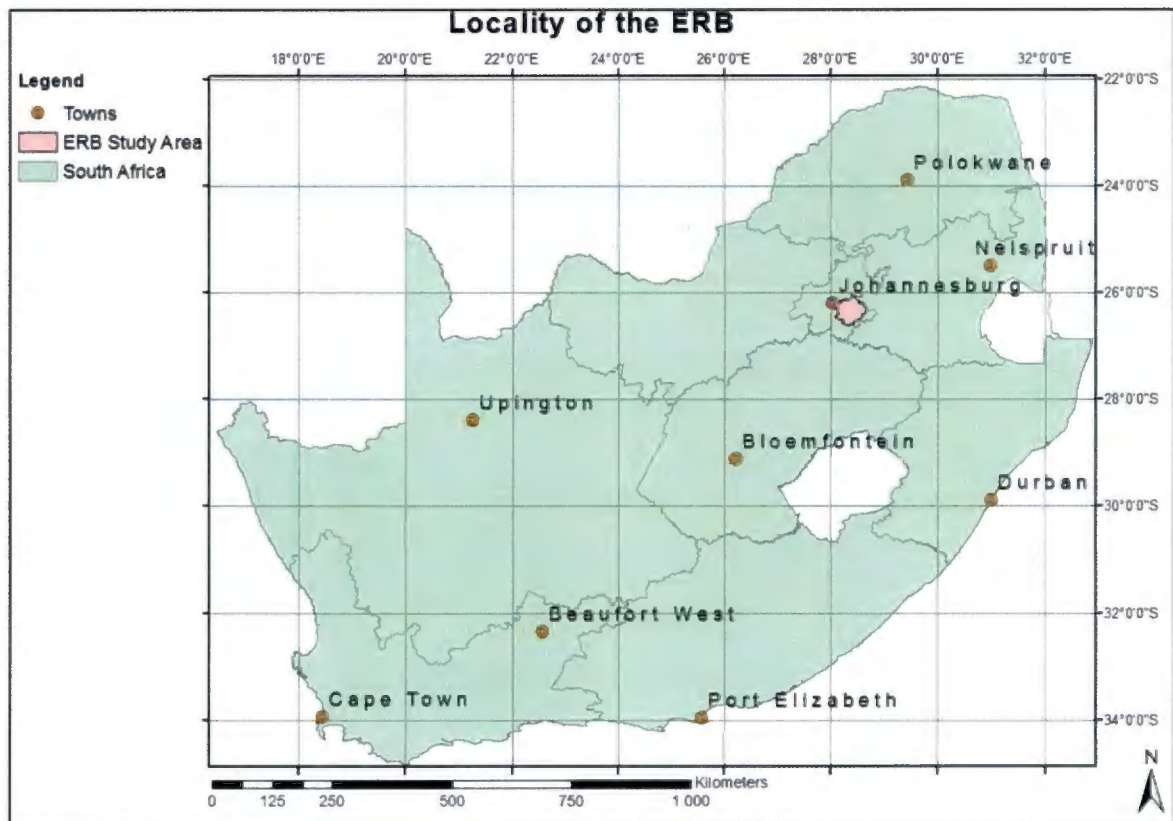 Locality of the ERB
18°0'0"E 20°0'0"E 22°0'0"E 24°0'0"E 26°0'0"E 28°0'0"E 30°0'0"E 32°0'0"E
Legend
Towns
ERB Study Area
South Africa
22°0'0"S
Polokwane
24°0'0"S
Nelspruit
Johannesburg
26°0'0"S
Upington
28°0'0"S
Bloemfontein
Durban
30°0'0"S
Beaufort West
32°0'0"S
Cape Town
Port Elizabeth
34°0'0"S
Kilometers
0 125 250 500 750 1 000
N